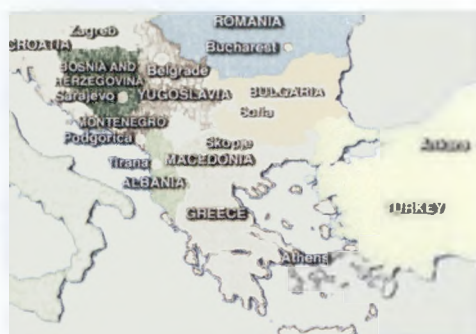 ROMANIA
Zagreb
CROATIA
Bucharest
BOSNIA AND
HERZEGOVINA
Belgrade
Sarajevo
YUGOSLAVIA
BULGARIA
Sofia
MONTENEGRO
Podgorica
Skopje
Ankara
Tirana
MACEDONIA
ALBANIA
TURKEY
GREECE
Athens